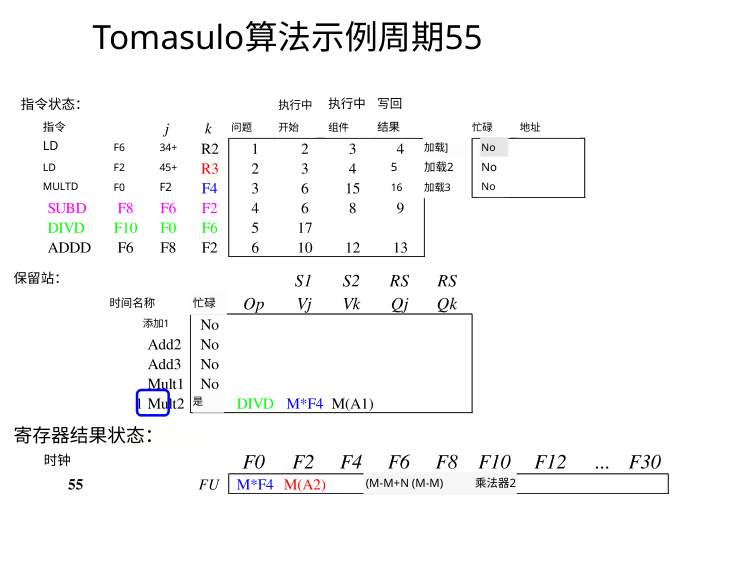 Tomasulo算法示例周期55
指令状态： 执行中 执行中 写回
指令 j k 问题 开始 组件 结果 忙碌 地址
LD F6 34+ R2 1 2 3 4 加载] No
LD F2 45+ R3 2 3 4 5 加载2 No
MULTD F0 F2 F4 3 6 15 16 加载3 No
SUBD F8 F6 F2 4 6 8 9
DIVD F10 F0 F6 5 17
ADDD F6 F8 F2 6 10 12 13
保留站： S1 S2 RS RS
时间名称 忙碌 Op Vj Vk Qj Qk
添加1 No
Add2 No
Add3 No
Mult1 No
1 Mult2 是 DIVD M*F4 M(A1)
寄存器结果状态：
时钟 F0 F2 F4 F6 F8 F10 F12 ... F30
55 FU M*F4 M(A2) (M-M+N (M-M) 乘法器2